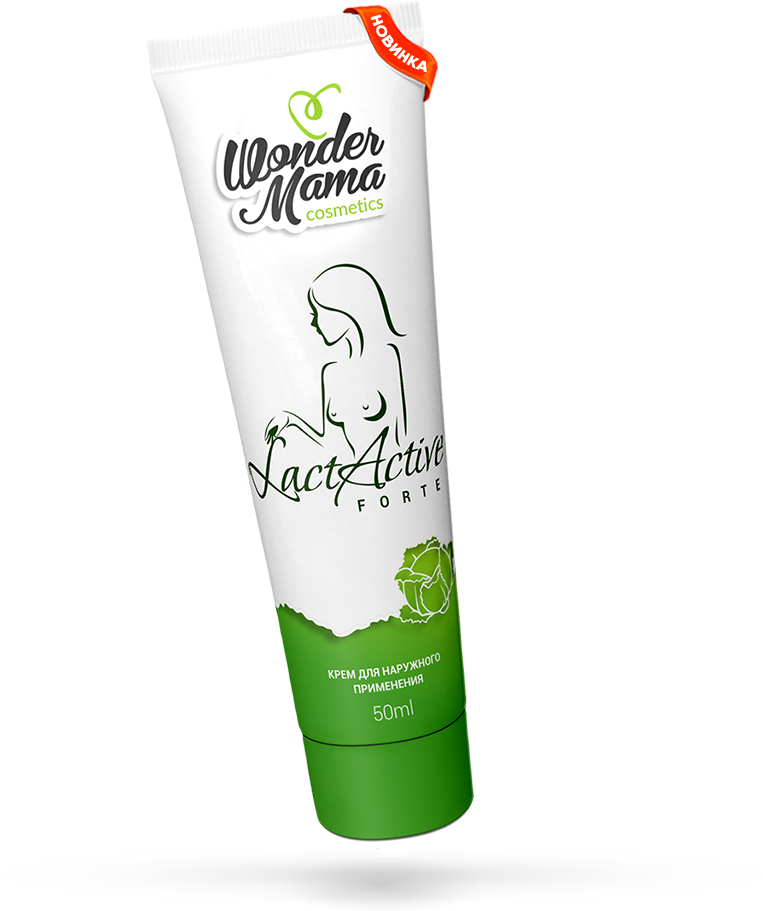 НОВИНКА
Wonder
Mama
cosmetics
LactActive
FORTE
КРЕМ ДЛЯ НАРУЖНОГО
ПРИМЕНЕНИЯ
50ml